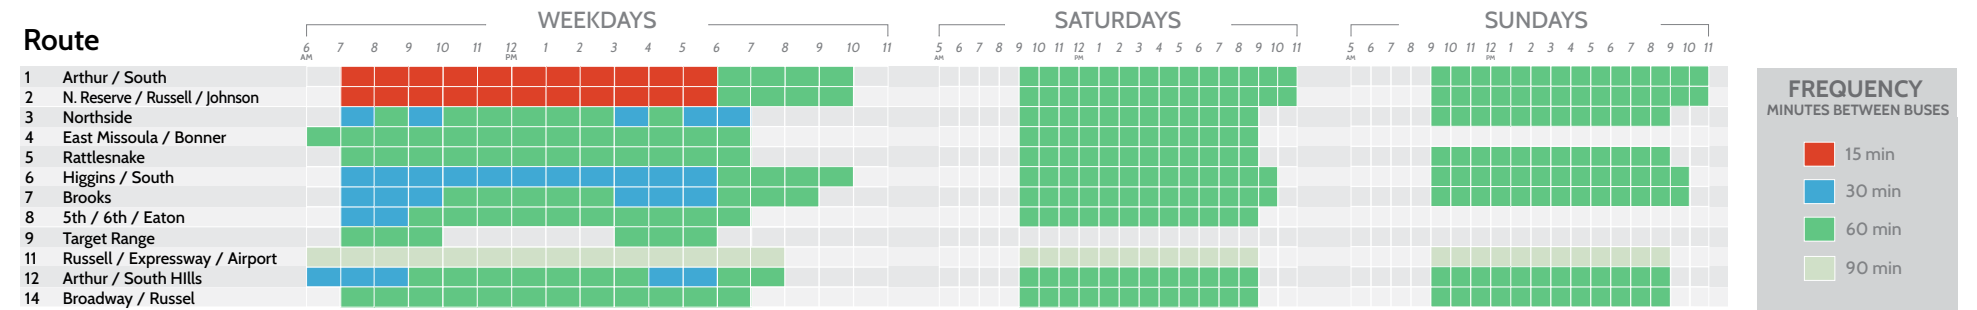 WEEKDAYS SATURDAYS SUNDAYS
Route
6 7 8 9 10 11 12 1 2 3 4 5 6 7 8 9 10 11 5 6 7 8 9 10 11 12 1 2 3 4 5 6 7 8 9 10 11 5 6 7 8 9 10 11 12 1 2 3 4 5 6 7 8 9 10 11
AM PM AM PM AM PM
1 Arthur / South
2 N. Reserve / Russell / Johnson
3 Northside
4 East Missoula / Bonner
5 Rattlesnake
6 Higgins / South
7 Brooks
8 5th / 6th / Eaton
9 Target Range
11 Russell / Expressway / Airport
12 Arthur / South HIlls
14 Broadway / Russel
FREQUENCY
MINUTES BETWEEN BUSES
15 min
30 min
60 min
90 min